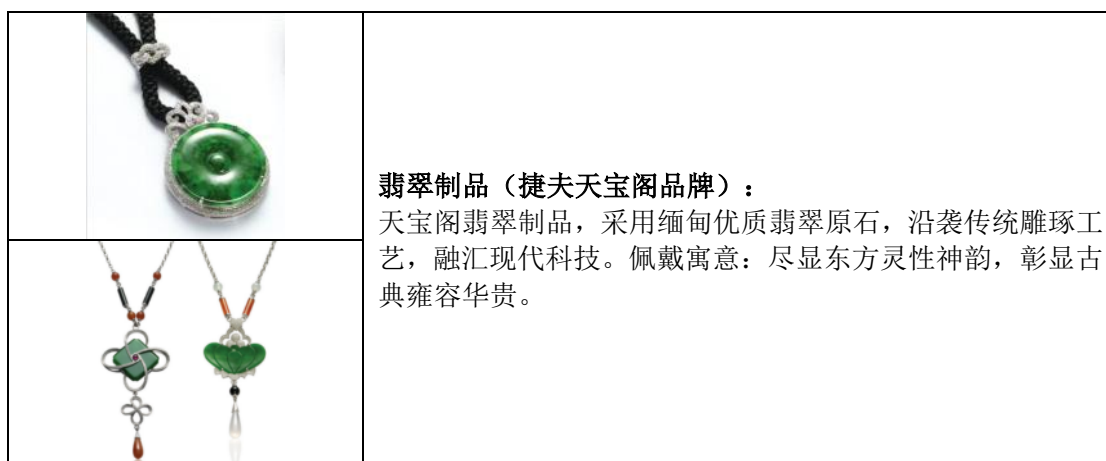 翡翠制品（捷夫天宝阁品牌）：
天宝阁翡翠制品，采用缅甸优质翡翠原石，沿袭传统雕琢工
艺，融汇现代科技。佩戴寓意：尽显东方灵性神韵，彰显古
典雍容华贵。